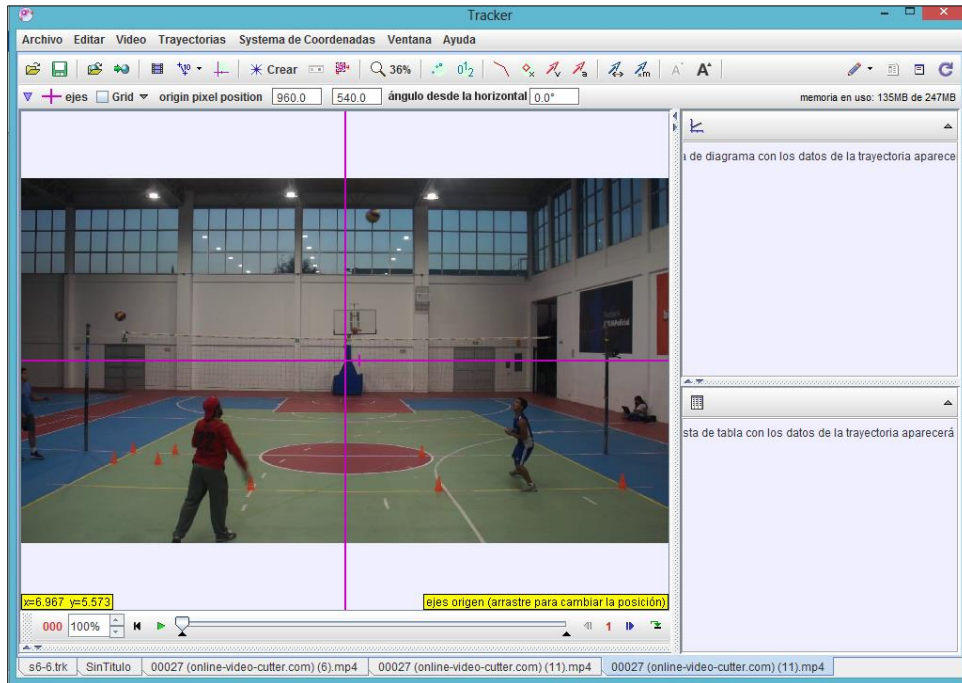 Tracker
Archivo Editar Video Trayectorias Systema de Coordenadas Ventana Ayuda
Crear 36%
ejes Grid origin pixel position 960.0 540.0 ángulo desde la horizontal 0.0° memoria en uso: 135MB de 247MB
de diagrama con los datos de la trayectoria aparece
sta de tabla con los datos de la trayectoria aparecerá
x=6.967 y=5.573 ejes origen (arrastre para cambiar la posición)
000 100% 1
s6-6.trk SinTitulo 00027 (online-video-cutter.com) (6).mp4 00027 (online-video-cutter.com) (11).mp4 00027 (online-video-cutter.com) (11).mp4